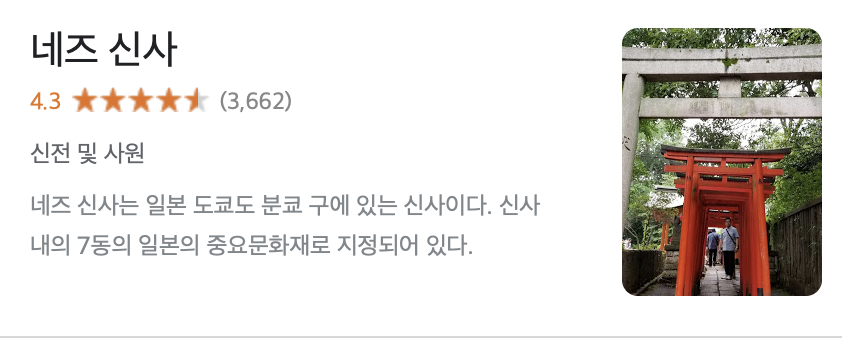 네즈 신사
4.3 ★★★★★ (3,662)
신전 및 사원
네즈 신사는 일본 도쿄도 분쿄 구에 있는 신사이다. 신사
내의 7동의 일본의 중요문화재로 지정되어 있다.